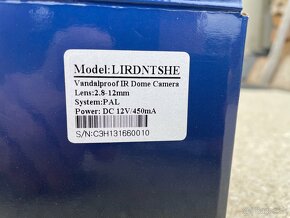 Model:LIRDNTSHE
Vandalproof IR Dome Camera
Lens:2.8-12mm
System:PAL
Power: DC 12V/450mA
S/N:C3H131660010